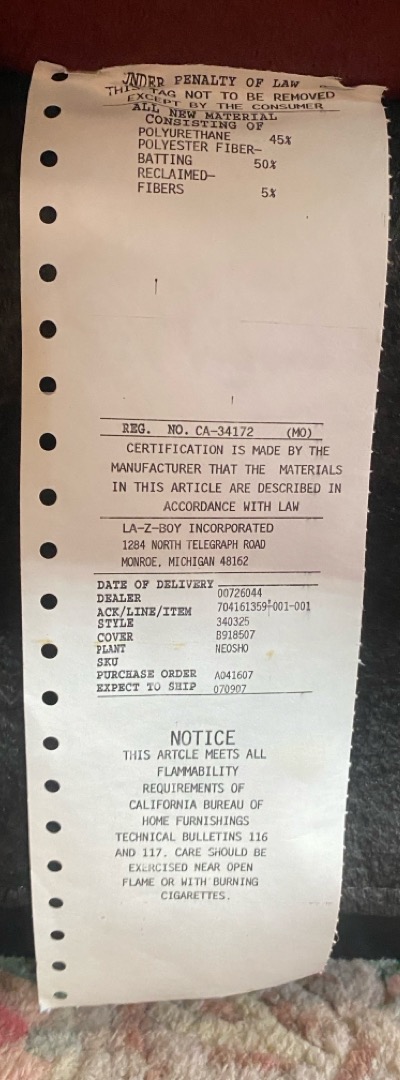 UNDER PENALTY OF LAW
THIS TAG NOT TO BE REMOVED
EXCEPT BY THE CONSUMER
ALL NEW MATERIAL
CONSISTING OF
POLYURETHANE 45%
POLYESTER FIBER-
BATTING 50%
RECLAIMED-
FIBERS 5%
REG. NO. CA-34172 (MO)
CERTIFICATION IS MADE BY THE
MANUFACTURER THAT THE MATERIALS
IN THIS ARTICLE ARE DESCRIBED IN
ACCORDANCE WITH LAW
LA-Z-BOY INCORPORATED
1284 NORTH TELEGRAPH ROAD
MONROE, MICHIGAN 48162
DATE OF DELIVERY
DEALER 00726044
ACK/LINE/ITEM 704161359-001-001
STYLE 340325
COVER B918507
PLANT NEOSHO
SKU
PURCHASE ORDER A041607
EXPECT TO SHIP 070907
NOTICE
THIS ARTCLE MEETS ALL
FLAMMABILITY
REQUIREMENTS OF
CALIFORNIA BUREAU OF
HOME FURNISHINGS
TECHNICAL BULLETINS 116
AND 117. CARE SHOULD BE
EXERCISED NEAR OPEN
FLAME OR WITH BURNING
CIGARETTES.